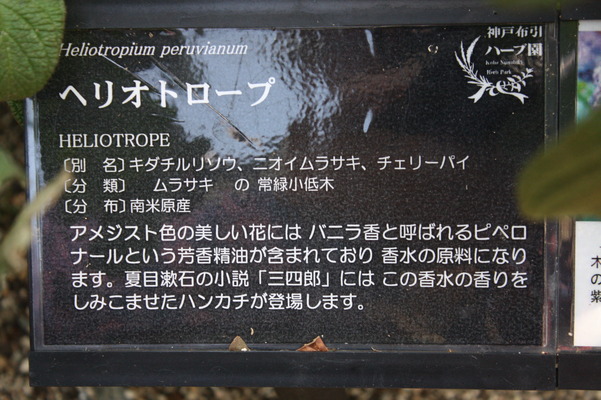 Heliotropium peruvianum
神戸布引
ハーブ園
Herb Park
ヘリオトロープ
HELIOTROPE
〔別 名〕キダチルリソウ、ニオイムラサキ、チェリーパイ
〔分 類〕 ムラサキ の 常緑小低木
〔分 布〕南米原産
アメジスト色の美しい花には バニラ香と呼ばれるピペロ
ナールという芳香精油が含まれており 香水の原料になり
ます。夏目漱石の小説「三四郎」には この香水の香りを
しみこませたハンカチが登場します。
木
の
紫